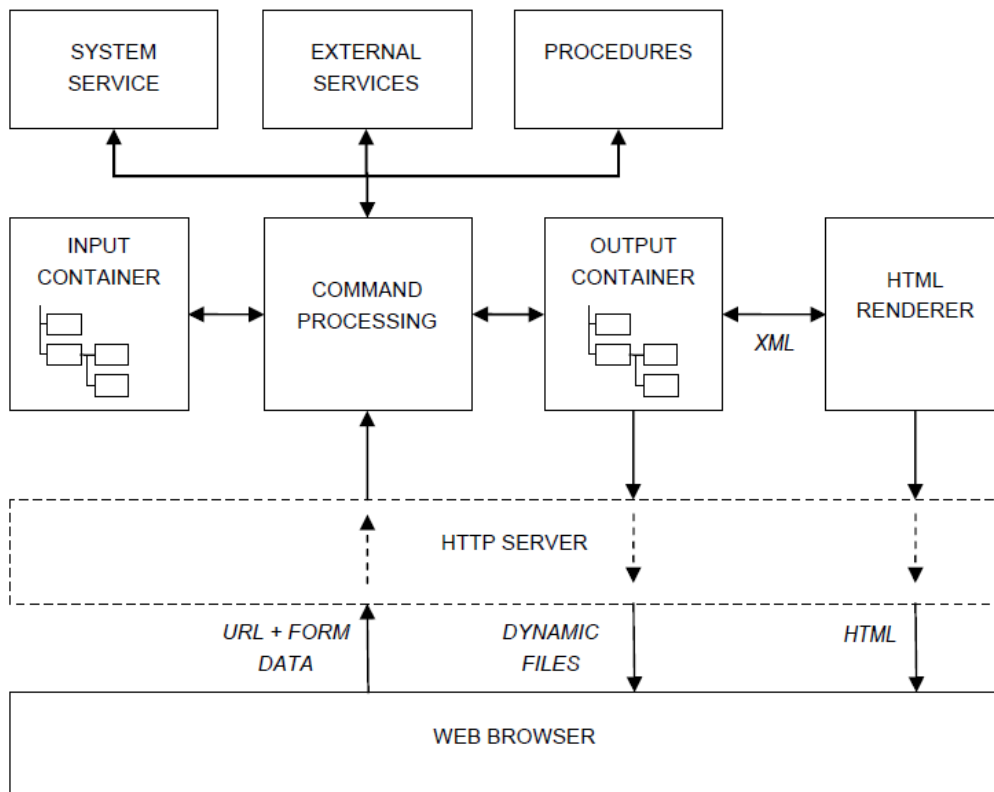 SYSTEM
SERVICE
EXTERNAL
SERVICES
PROCEDURES
INPUT
CONTAINER
COMMAND
PROCESSING
OUTPUT
CONTAINER
HTML
RENDERER
XML
HTTP SERVER
URL + FORM
DATA
DYNAMIC
FILES
HTML
WEB BROWSER